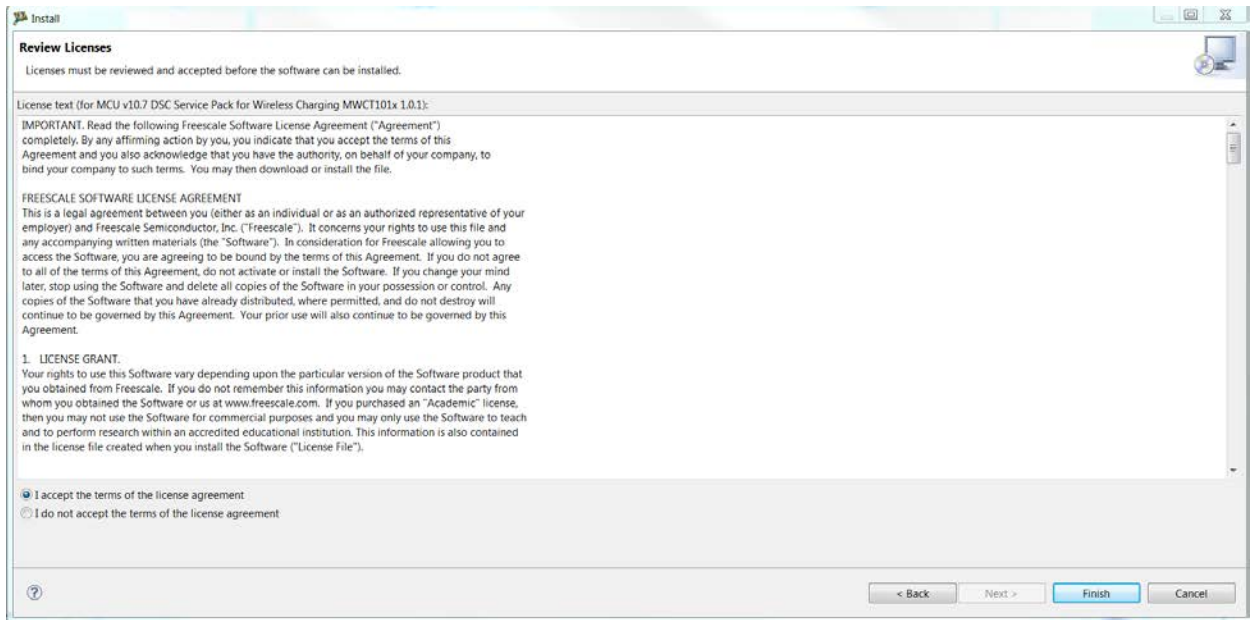 Install
Review Licenses
Licenses must be reviewed and accepted before the software can be installed.
License text (for MCU v10.7 DSC Service Pack for Wireless Charging MWCT101x 1.0.1):
IMPORTANT. Read the following Freescale Software License Agreement ("Agreement")
completely. By any affirming action by you, you indicate that you accept the terms of this
Agreement and you also acknowledge that you have the authority, on behalf of your company, to
bind your company to such terms. You may then download or install the file.
FREESCALE SOFTWARE LICENSE AGREEMENT
This is a legal agreement between you (either as an individual or as an authorized representative of your
employer) and Freescale Semiconductor, Inc. ("Freescale"). It concerns your rights to use this file and
any accompanying written materials (the "Software"). In consideration for Freescale allowing you to
access the Software, you are agreeing to be bound by the terms of this Agreement. If you do not agree
to all of the terms of this Agreement, do not activate or install the Software. If you change your mind
later, stop using the Software and delete all copies of the Software in your possession or control. Any
copies of the Software that you have already distributed, where permitted, and do not destroy will
continue to be governed by this Agreement. Your prior use will also continue to be governed by this
Agreement.
1. LICENSE GRANT.
Your rights to use this Software vary depending upon the particular version of the Software product that
you obtained from Freescale. If you do not remember this information you may contact the party from
whom you obtained the Software or us at www.freescale.com. If you purchased an "Academic" license,
then you may not use the Software for commercial purposes and you may only use the Software to teach
and to perform research within an accredited educational institution. This information is also contained
in the license file created when you install the Software ("License File").
I accept the terms of the license agreement
I do not accept the terms of the license agreement
< Back Next > Finish Cancel